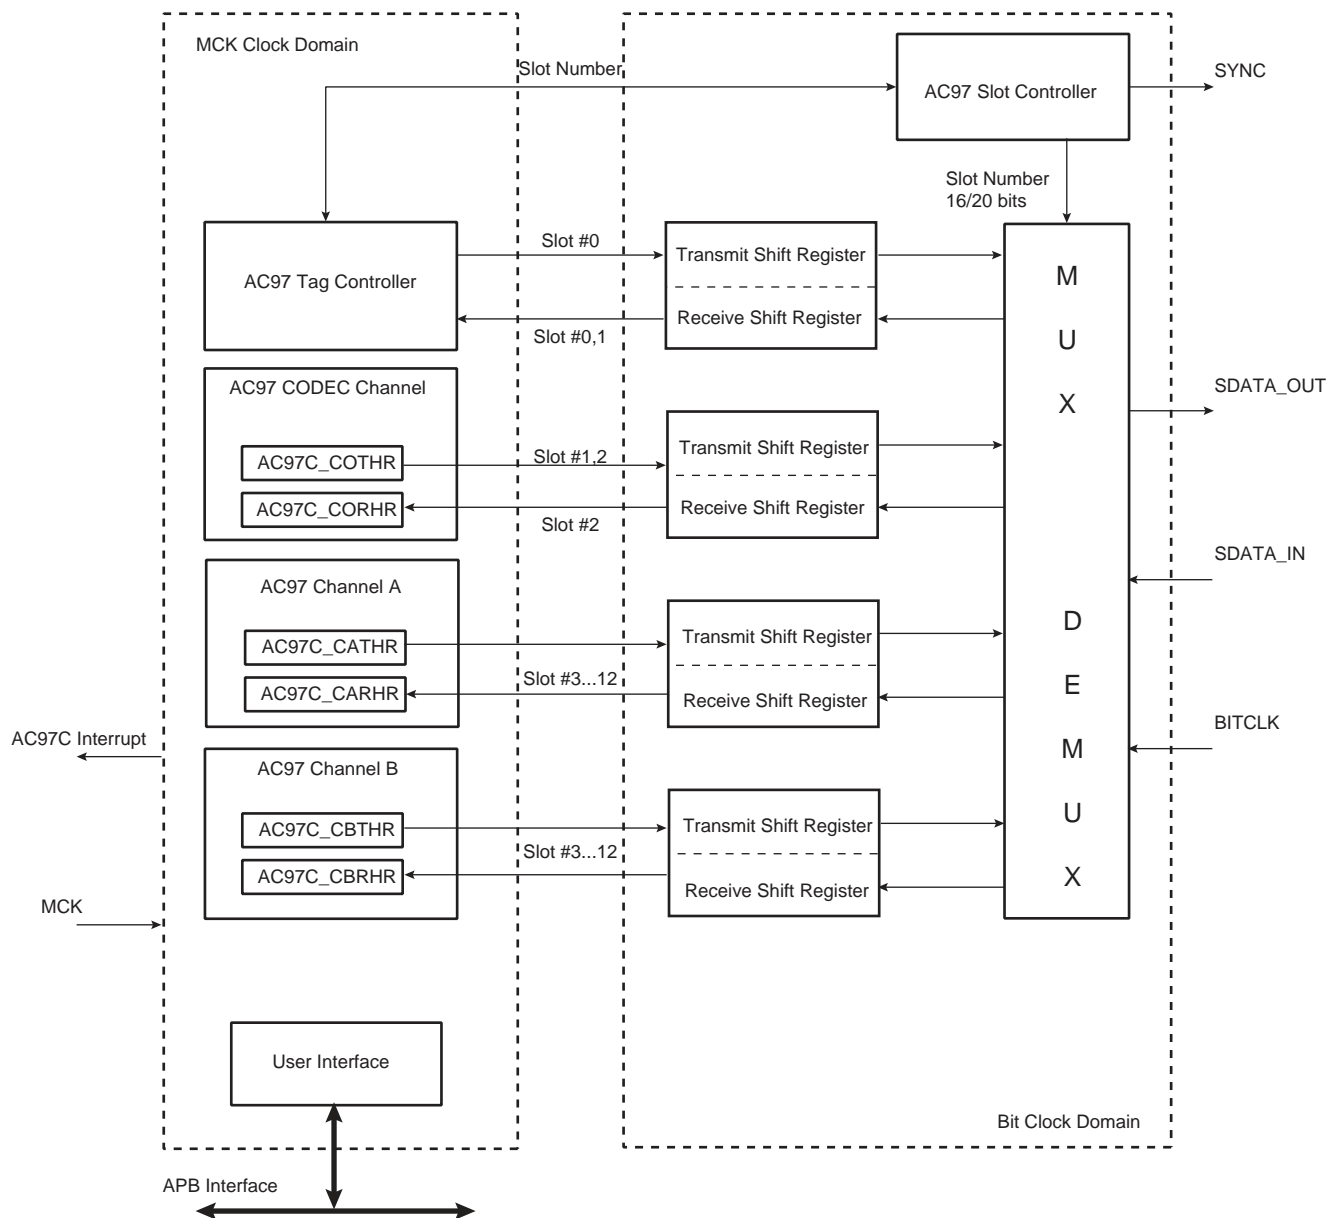 MCK Clock Domain
Slot Number
AC97 Slot Controller
SYNC
Slot Number
16/20 bits
AC97 Tag Controller
Slot #0
Transmit Shift Register
Receive Shift Register
Slot #0,1
M
U
X
D
E
M
U
X
AC97 CODEC Channel
AC97C_COTHR
AC97C_CORHR
Slot #1,2
Slot #2
Transmit Shift Register
Receive Shift Register
SDATA_OUT
SDATA_IN
AC97 Channel A
AC97C_CATHR
AC97C_CARHR
Slot #3...12
Transmit Shift Register
Receive Shift Register
BITCLK
AC97C Interrupt
AC97 Channel B
AC97C_CBTHR
AC97C_CBRHR
Slot #3...12
Transmit Shift Register
Receive Shift Register
MCK
User Interface
Bit Clock Domain
APB Interface